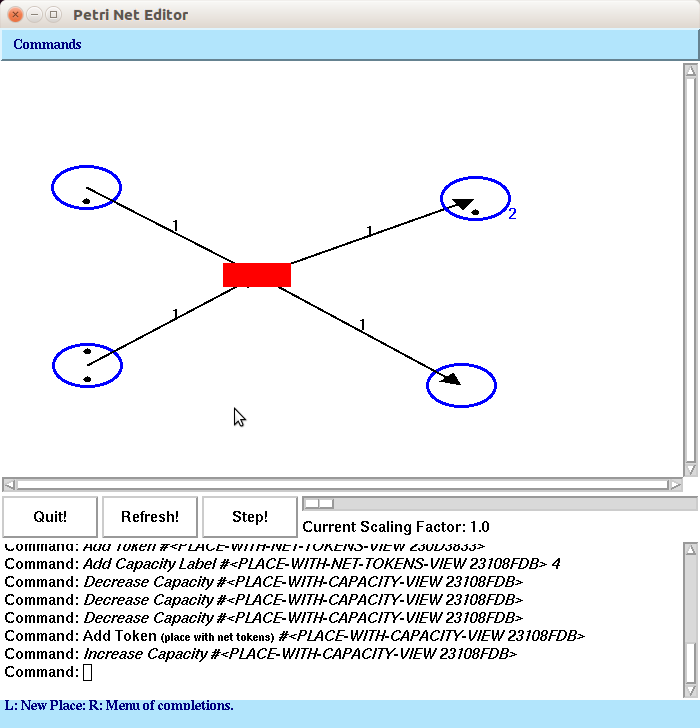 Petri Net Editor
Commands
2
1
1
1
1
Quit!
Refresh!
Step!
Current Scaling Factor: 1.0
Command: Add Token #<PLACE-WITH-NET-TOKENS-VIEW 230D3833>
Command: Add Capacity Label #<PLACE-WITH-NET-TOKENS-VIEW 23108FDB> 4
Command: Decrease Capacity #<PLACE-WITH-CAPACITY-VIEW 23108FDB>
Command: Decrease Capacity #<PLACE-WITH-CAPACITY-VIEW 23108FDB>
Command: Decrease Capacity #<PLACE-WITH-CAPACITY-VIEW 23108FDB>
Command: Add Token (place with net tokens) #<PLACE-WITH-CAPACITY-VIEW 23108FDB>
Command: Increase Capacity #<PLACE-WITH-CAPACITY-VIEW 23108FDB>
Command:
L: New Place; R: Menu of completions.